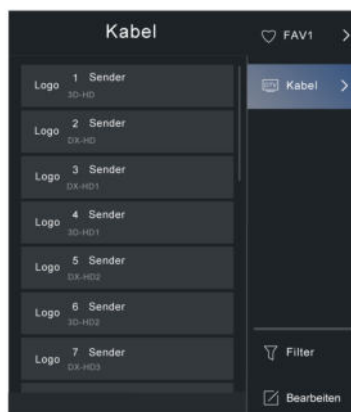 Kabel
Logo 1 Sender
3D-HD
Logo 2 Sender
DX-HD
Logo 3 Sender
DX-HD1
Logo 4 Sender
3D-HD1
Logo 5 Sender
DX-HD2
Logo 6 Sender
3D-HD2
Logo 7 Sender
DX-HD3
FAV1
DTV Kabel
Filter
Bearbeiten